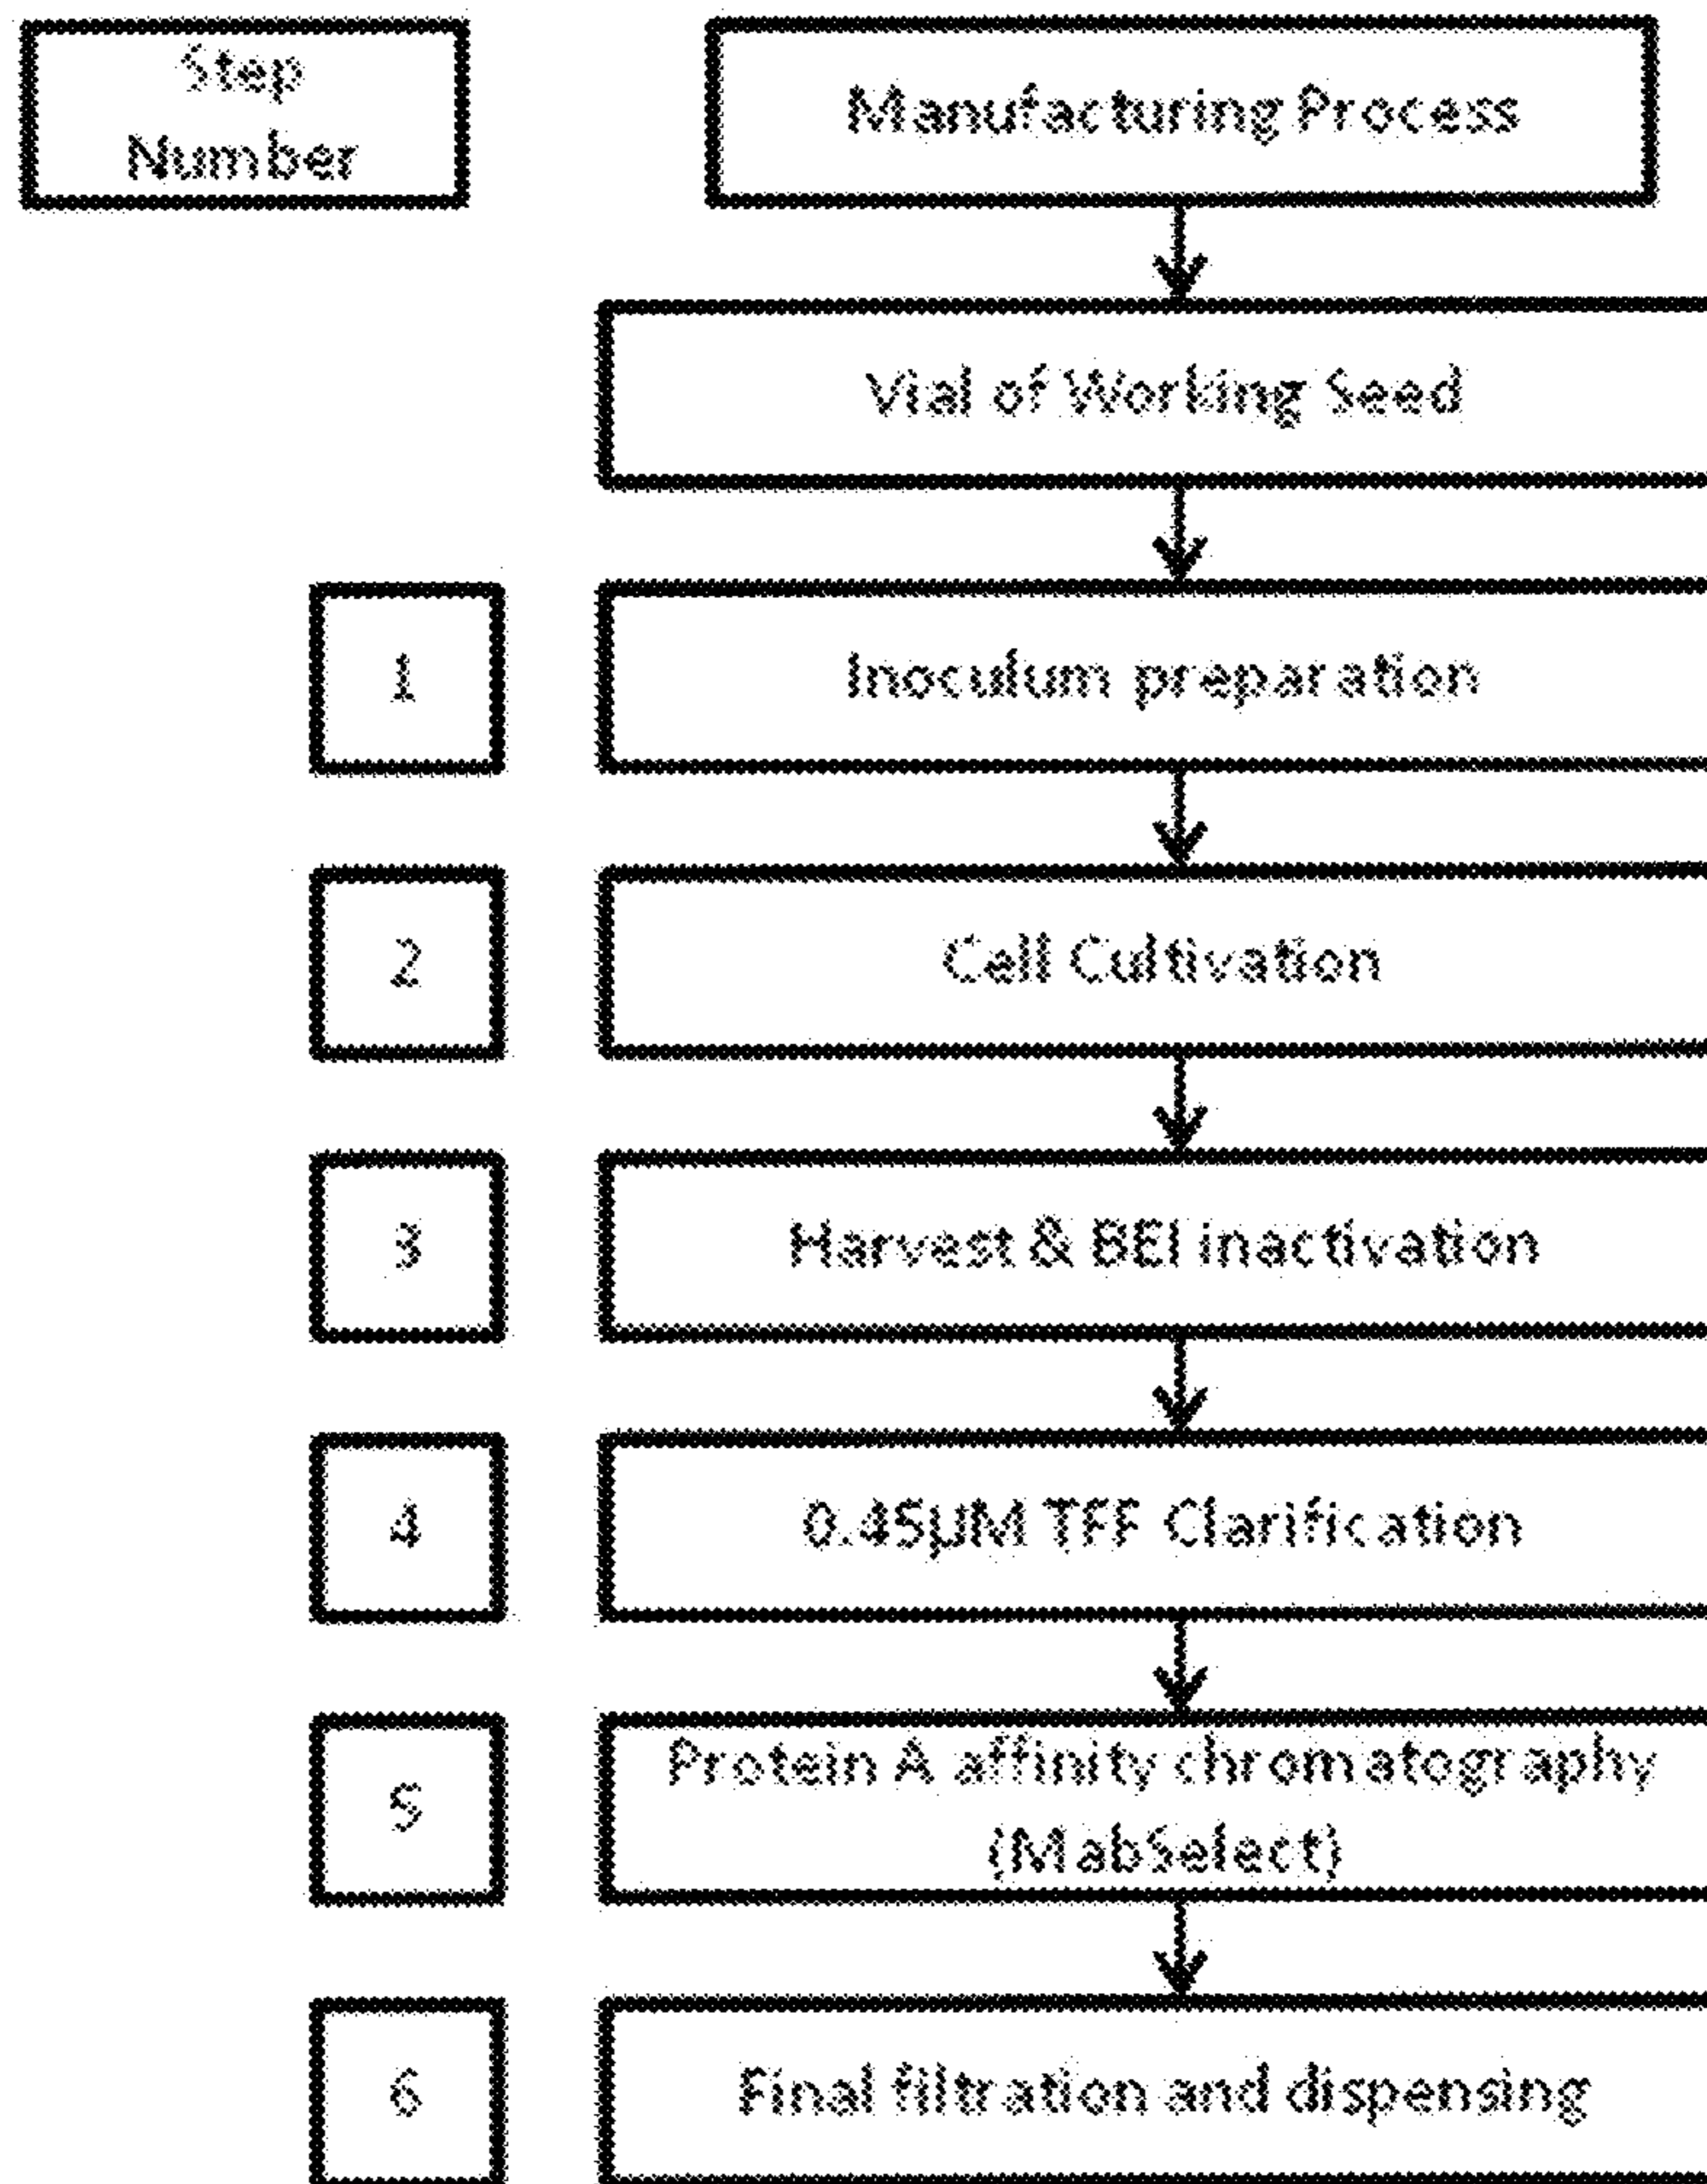 Step
Number
Manufacturing Process
Vial of Working Seed
1
Inoculum preparation
2
Cell Cultivation
3
Harvest & BEI inactivation
4
0.45µM TFF Clarification
5
Protein A affinity chromatography
(MabSelect)
6
Final filtration and dispensing